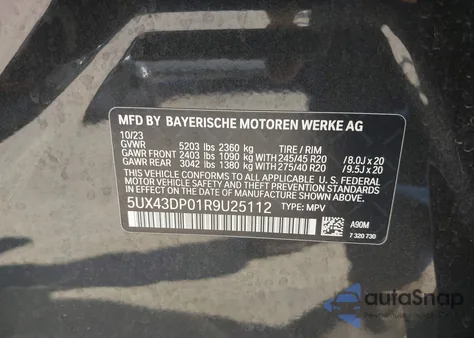 MFD BY BAYERISCHE MOTOREN WERKE AG
10/23
GVWR 5203 lbs 2360 kg TIRE / RIM
GAWR FRONT 2403 lbs 1090 kg WITH 245/45 R20 /8.0J x 20
GAWR REAR 3042 lbs 1380 kg WITH 275/40 R20 /9.5J x 20
THIS VEHICLE CONFORMS TO ALL APPLICABLE FEDERAL MOTOR
VEHICLE SAFETY, BUMPER, AND THEFT PREVENTION STANDARDS
IN EFFECT ON THE DATE OF MANUFACTURE SHOWN ABOVE.
5UX43DP01R9U25112 TYPE: MPV
A90M
7 320 730
autoSnap